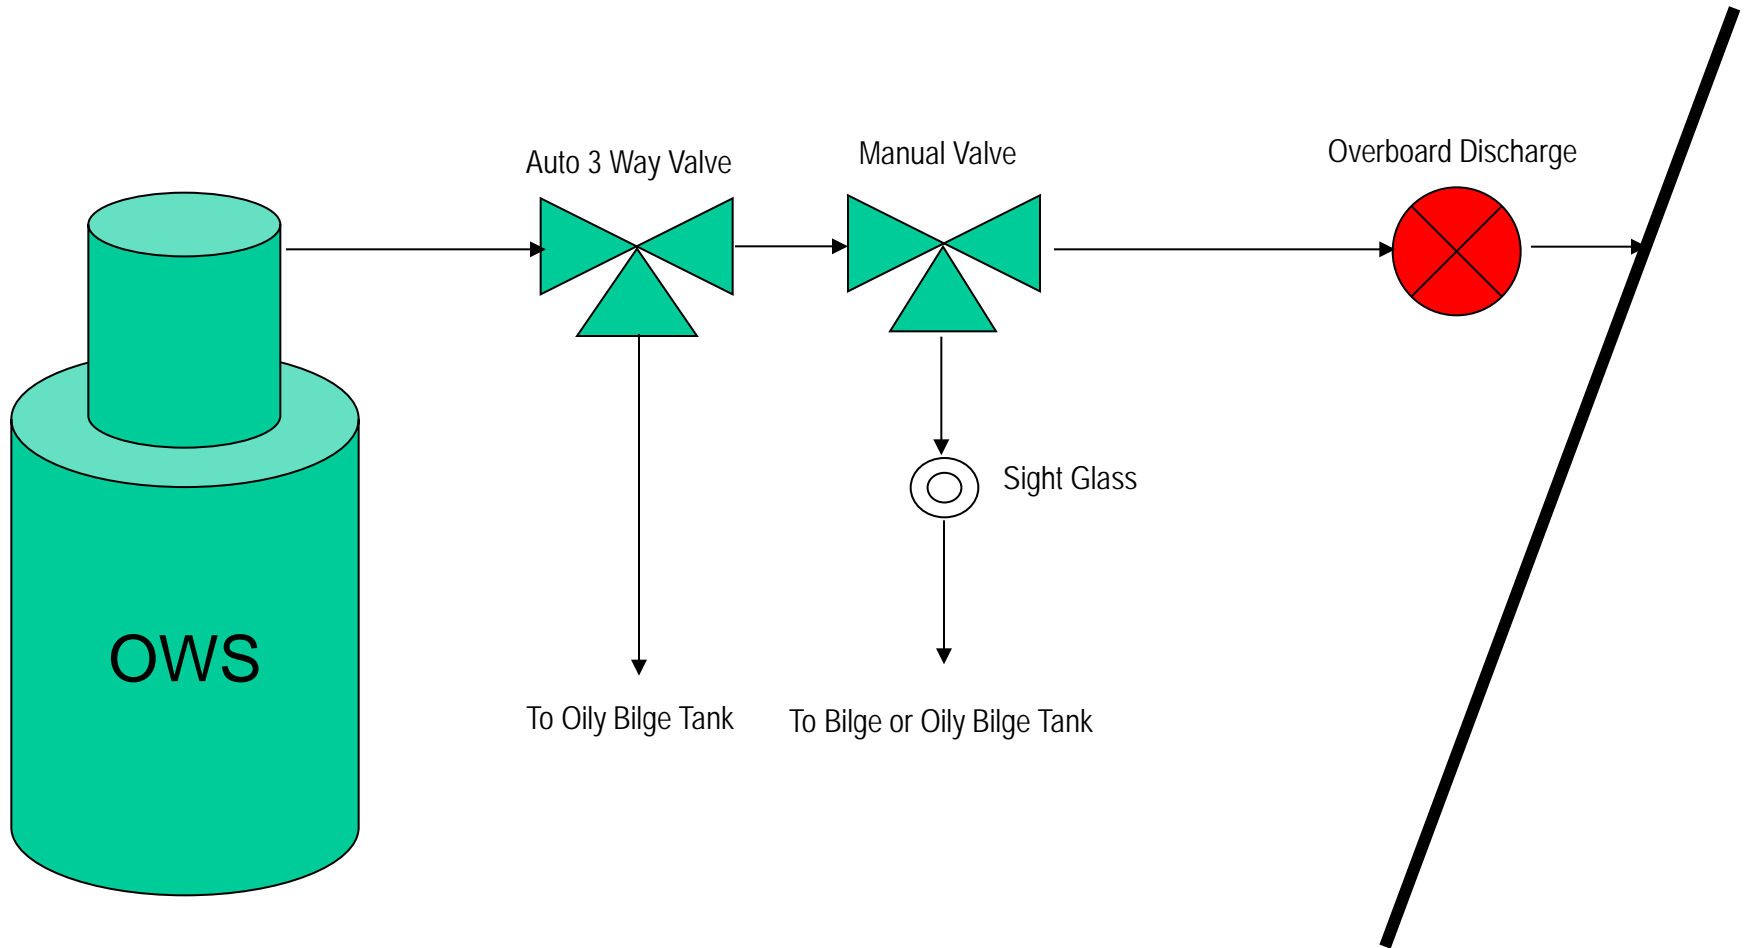 Auto 3 Way Valve
Manual Valve
Overboard Discharge
Sight Glass
OWS
To Oily Bilge Tank
To Bilge or Oily Bilge Tank